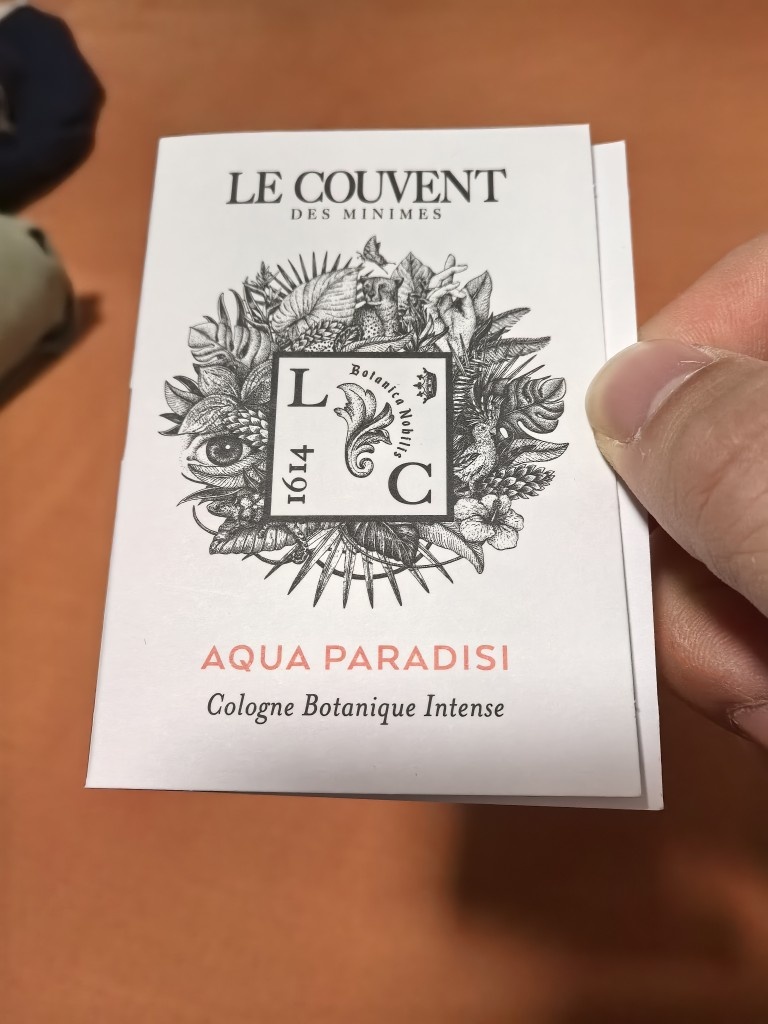 LE COUVENT
DES MINIMES
L
Botanica Nobilis
1614
C
AQUA PARADISI
Cologne Botanique Intense